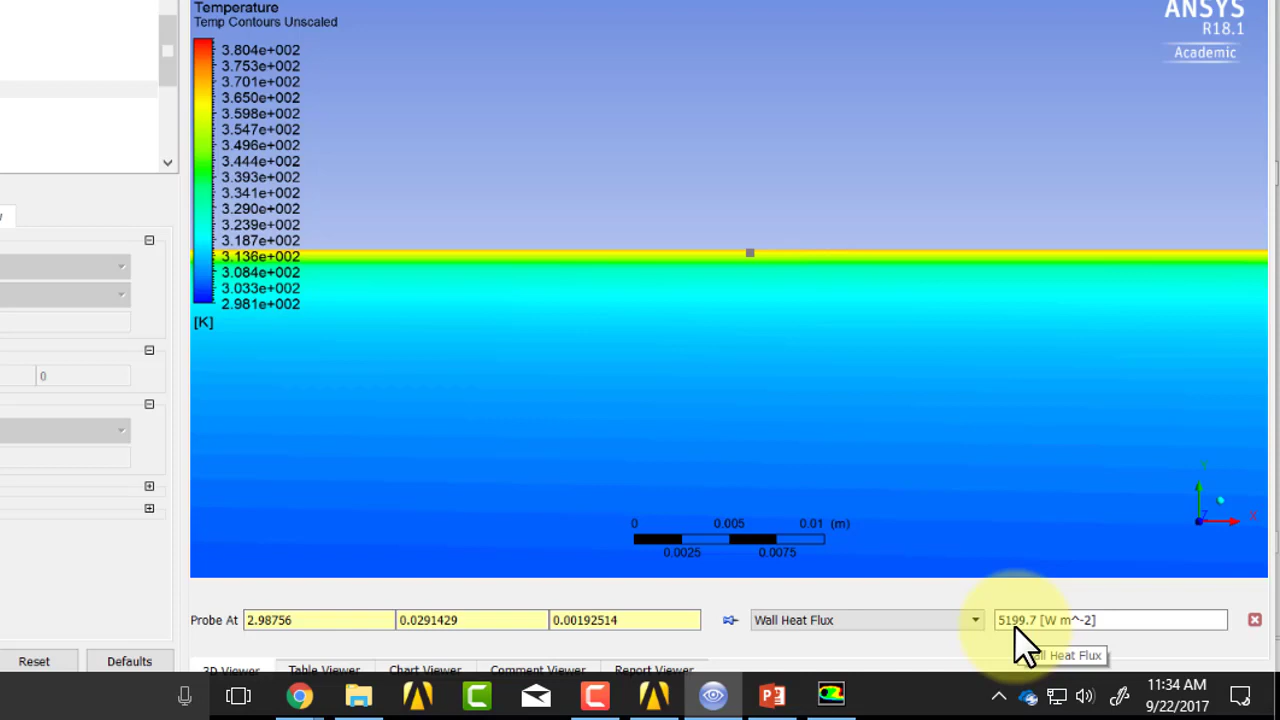 Temperature
Temp Contours Unscaled
ANSYS
R18.1
Academic
3.804e+002
3.753e+002
3.701e+002
3.650e+002
3.598e+002
3.547e+002
3.496e+002
3.444e+002
3.393e+002
3.341e+002
3.290e+002
3.239e+002
3.187e+002
3.136e+002
3.084e+002
3.033e+002
2.981e+002
[K]
0
Y
Z X
0 0.005 0.01 (m)
0.0025 0.0075
Probe At 2.98756 0.0291429 0.00192514 Wall Heat Flux 5199.7 [W m^-2]
Wall Heat Flux
Reset Defaults
3D Viewer Table Viewer Chart Viewer Comment Viewer Report Viewer
11:34 AM
9/22/2017